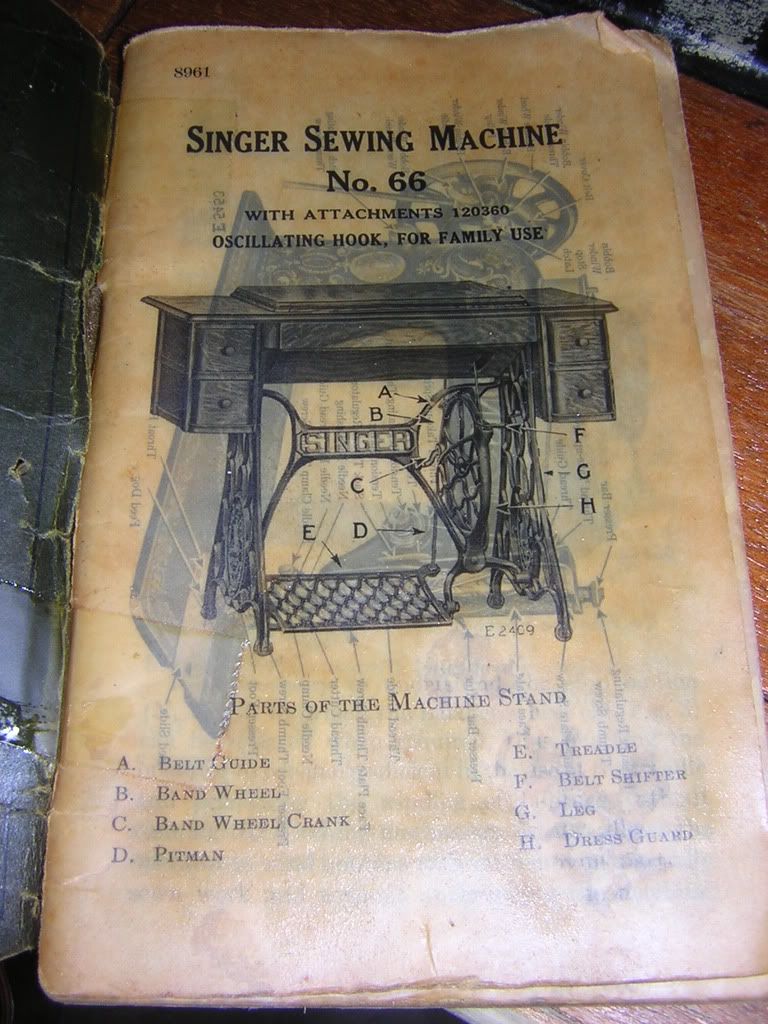 8961
SINGER SEWING MACHINE
No. 66
WITH ATTACHMENTS 120360
OSCILLATING HOOK, FOR FAMILY USE
A
B
SINGER
F
C
G
H
E
D
E 2409
PARTS OF THE MACHINE STAND
A. BELT GUIDE
B. BAND WHEEL
C. BAND WHEEL CRANK
D. PITMAN
E. TREADLE
F. BELT SHIFTER
G. LEG
H. DRESS GUARD